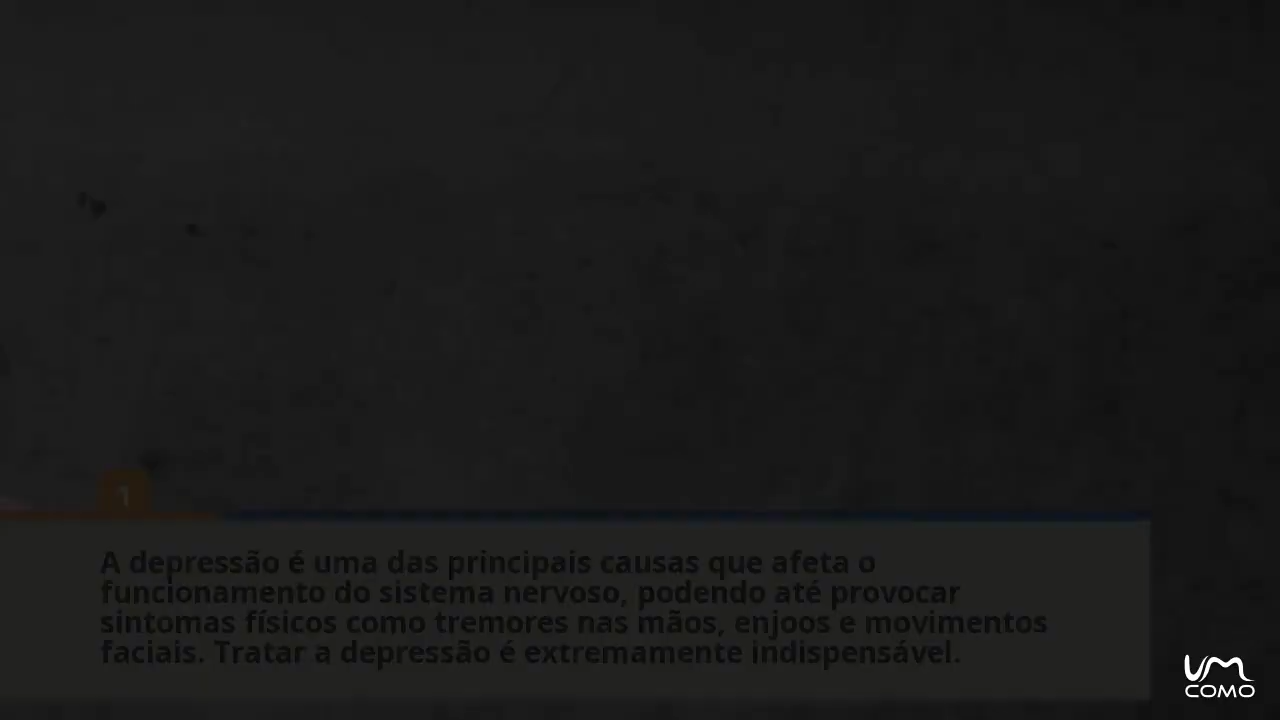 1
A depressão é uma das principais causas que afeta o
funcionamento do sistema nervoso, podendo até provocar
sintomas físicos como tremores nas mãos, enjoos e movimentos
faciais. Tratar a depressão é extremamente indispensável.
UM
COMO